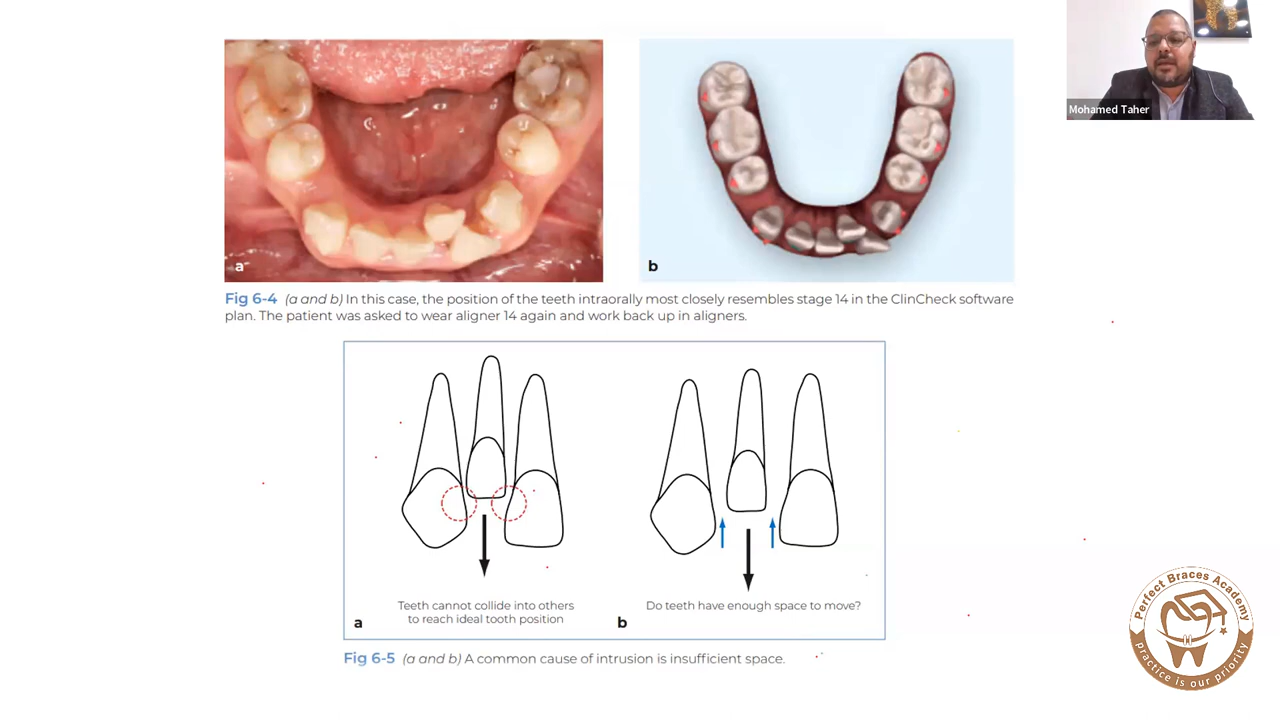 Mohamed Taher
a
b
Fig 6-4 (a and b) In this case, the position of the teeth intraorally most closely resembles stage 14 in the ClinCheck software
plan. The patient was asked to wear aligner 14 again and work back up in aligners.
Teeth cannot collide into others
to reach ideal tooth position
a
Do teeth have enough space to move?
b
Fig 6-5 (a and b) A common cause of intrusion is insufficient space.
Perfect Braces Academy
practice is our priority